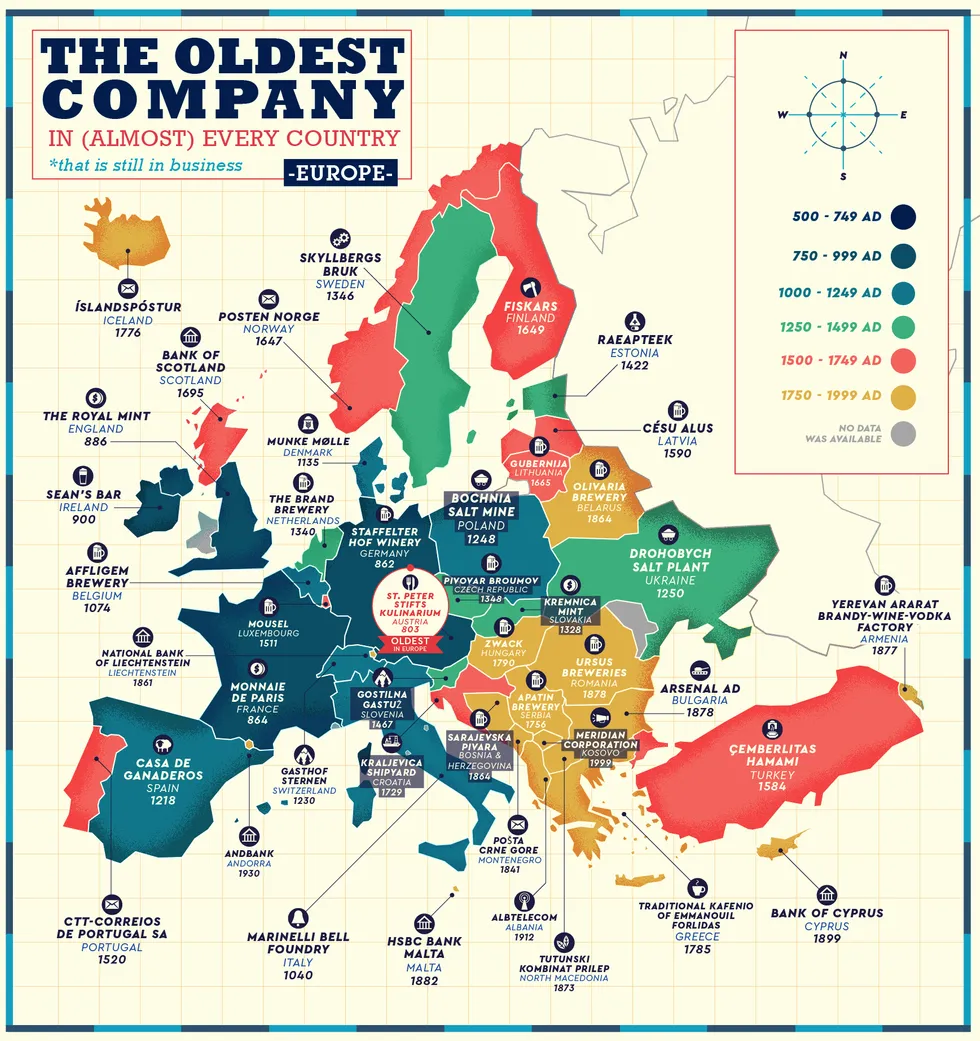 THE OLDEST
COMPANY
IN (ALMOST) EVERY COUNTRY
*that is still in business
-EUROPE-
N
W
E
S
500 - 749 AD
750 - 999 AD
1000 - 1249 AD
1250 - 1499 AD
1500 - 1749 AD
1750 - 1999 AD
NO DATA
WAS AVAILABLE
ÍSLANDSPÓSTUR
ICELAND
1776
SKYLLBERGS
BRUK
SWEDEN
1346
POSTEN NORGE
NORWAY
1647
FISKARS
FINLAND
1649
RAEAPTEEK
ESTONIA
1422
BANK OF
SCOTLAND
SCOTLAND
1695
THE ROYAL MINT
ENGLAND
886
MUNKE MØLLE
DENMARK
1135
CĒSU ALUS
LATVIA
1590
GUBERNIJA
LITHUANIA
1665
OLIVARIA
BREWERY
BELARUS
1864
SEAN'S BAR
IRELAND
900
THE BRAND
BREWERY
NETHERLANDS
1340
STAFFELTER
HOF WINERY
GERMANY
862
BOCHNIA
SALT MINE
POLAND
1248
DROHOBYCH
SALT PLANT
UKRAINE
1250
AFFLIGEM
BREWERY
BELGIUM
1074
ST. PETER
STIFTS
KULINARIUM
AUSTRIA
803
OLDEST
IN EUROPE
PIVOVAR BROUMOV
CZECH REPUBLIC
1348
KREMNICA
MINT
SLOVAKIA
1328
MOUSEL
LUXEMBOURG
1511
ZWACK
HUNGARY
1790
URSUS
BREWERIES
ROMANIA
1878
YEREVAN ARARAT
BRANDY-WINE-VODKA
FACTORY
ARMENIA
1877
NATIONAL BANK
OF LIECHTENSTEIN
LIECHTENSTEIN
1861
MONNAIE
DE PARIS
FRANCE
864
GOSTILNA
GASTUŽ
SLOVENIA
1467
APATIN
BREWERY
SERBIA
1756
ARSENAL AD
BULGARIA
1878
CASA DE
GANADEROS
SPAIN
1218
GASTHOF
STERNEN
SWITZERLAND
1230
KRALJEVICA
SHIPYARD
CROATIA
1729
SARAJEVSKA
PIVARA
BOSNIA &
HERZEGOVINA
1864
MERIDIAN
CORPORATION
KOSOVO
1999
ÇEMBERLITAS
HAMAMI
TURKEY
1584
ANDBANK
ANDORRA
1930
POŠTA
CRNE GORE
MONTENEGRO
1841
CTT-CORREIOS
DE PORTUGAL SA
PORTUGAL
1520
MARINELLI BELL
FOUNDRY
ITALY
1040
HSBC BANK
MALTA
MALTA
1882
ALBTELECOM
ALBANIA
1912
TUTUNSKI
KOMBINAT PRILEP
NORTH MACEDONIA
1873
TRADITIONAL KAFENIO
OF EMMANOUIL
FORLIDAS
GREECE
1785
BANK OF CYPRUS
CYPRUS
1899